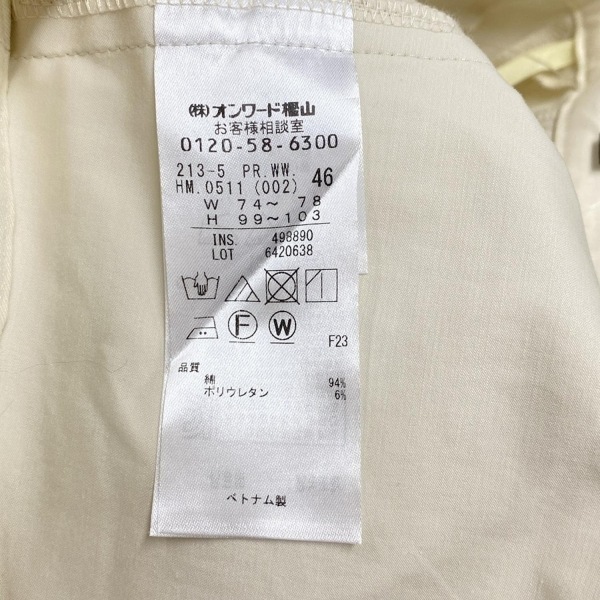 (株)オンワード樫山
お客様相談室
0120-58-6300
213-5 PR.WW.
HM.0511 (002) 46
W 74～ 78
H 99～103
INS. 498890
LOT 6420638
F W
F23
品質
綿 94%
ポリウレタン 6%
ベトナム製